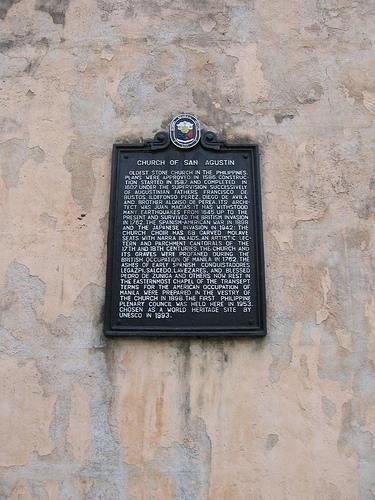 CHURCH OF SAN AGUSTIN
OLDEST STONE CHURCH IN THE PHILIPPINES.
PLANS WERE APPROVED IN 1586. CONSTRUC-
TION STARTED IN 1587 AND COMPLETED IN
1607 UNDER THE SUPERVISION SUCCESSIVELY
OF AUGUSTINIAN FATHERS, FRANCISCO DE
BUSTOS, ILDEFONSO PEREZ, DIEGO DE AVILA
AND BROTHER ALONSO DE PEREA. ITS ARCHI-
TECT WAS JUAN MACIAS. IT HAS WITHSTOOD
MANY EARTHQUAKES FROM 1645 UP TO THE
PRESENT AND SURVIVED THE BRITISH INVASION
IN 1762, THE SPANISH-AMERICAN WAR IN 1898
AND THE JAPANESE INVASION IN 1942. THE
CHURCH CHOIR HAS 68 CARVED MOLAVE
SEATS WITH NARRA INLAIDS, AN ARTISTIC LEC-
TERN AND PARCHMENT CANTORALS OF THE
17TH AND 18TH CENTURIES. THE CHURCH AND
ITS GRAVES WERE PROFANED DURING THE
BRITISH OCCUPATION OF MANILA IN 1762. THE
ASHES OF EARLY SPANISH CONQUISTADORES:
LEGAZPI, SALCEDO, LAVEZARES, AND BLESSED
PEDRO DE ZUÑIGA AND OTHERS NOW REST IN
THE EASTERNMOST CHAPEL OF THE TRANSEPT.
TERMS FOR THE AMERICAN OCCUPATION OF
MANILA WERE PREPARED IN THE VESTRY OF
THE CHURCH IN 1898. THE FIRST PHILIPPINE
PLENARY COUNCIL WAS HELD HERE IN 1953.
CHOSEN AS A WORLD HERITAGE SITE BY
UNESCO IN 1993.